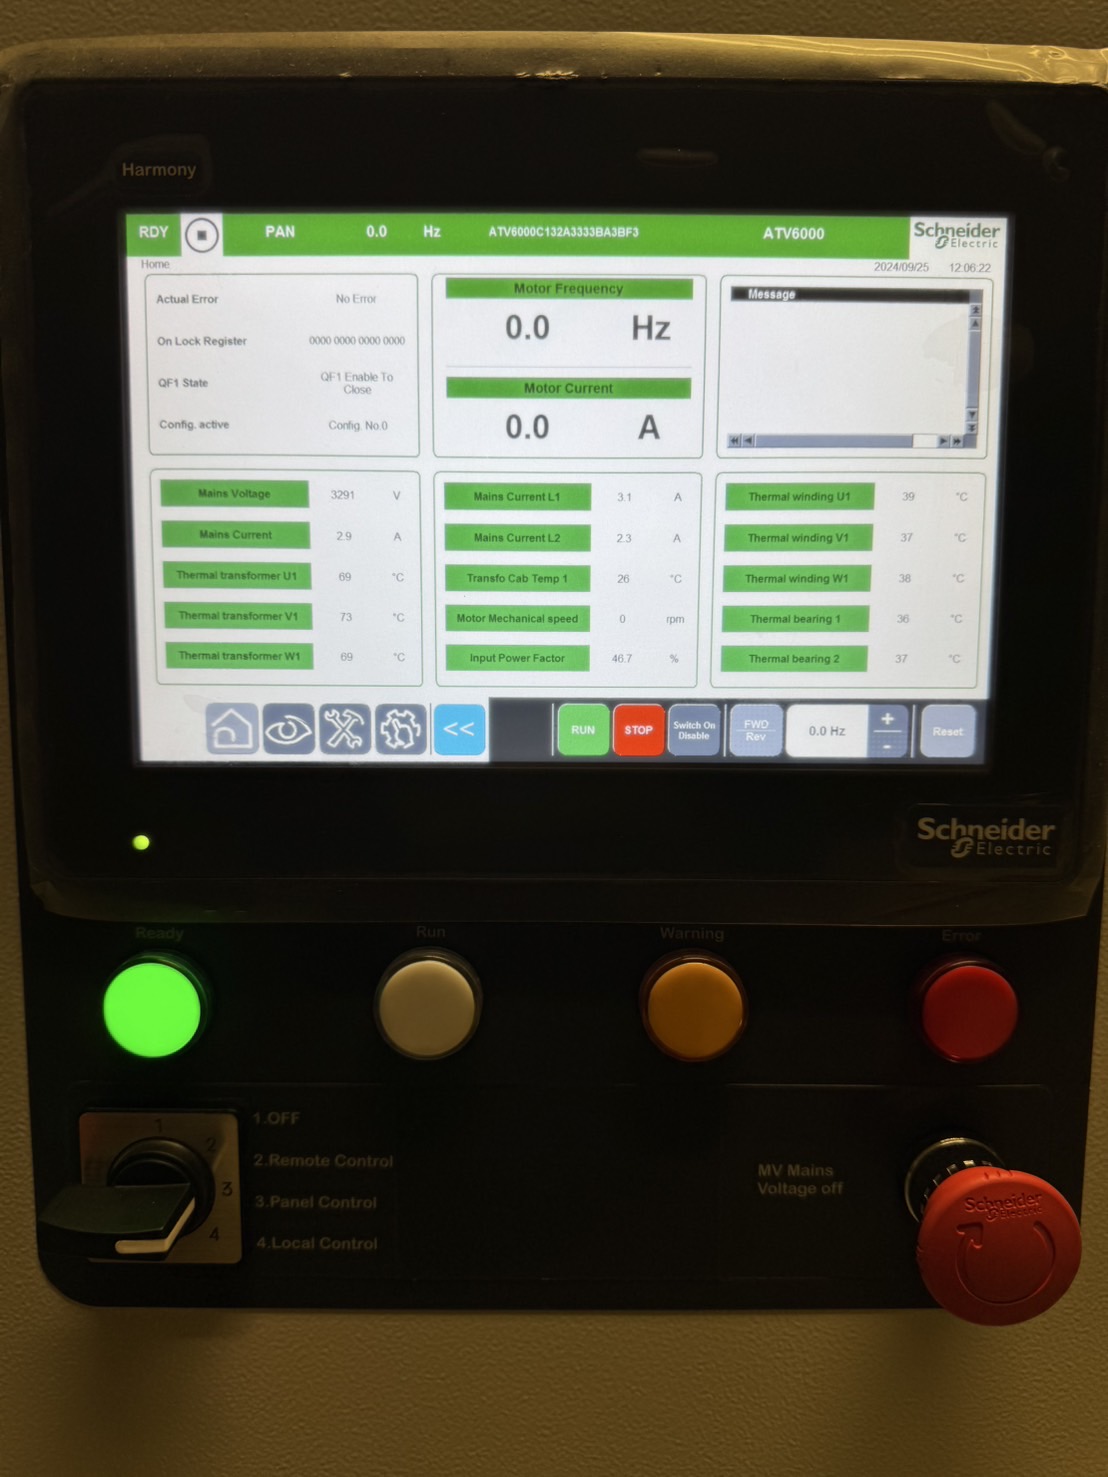 Harmony
RDY PAN 0.0 Hz ATV6000C132A3333BA3BF3 ATV6000 Schneider Electric
Home 2024/09/25 12:06:22
Actual Error No Error
On Lock Register 0000 0000 0000 0000
QF1 State QF1 Enable To Close
Config. active Config. No.0
Motor Frequency
0.0 Hz
Motor Current
0.0 A
Message
Mains Voltage 3291 V
Mains Current 2.9 A
Thermal transformer U1 69 °C
Thermal transformer V1 73 °C
Thermal transformer W1 69 °C
Mains Current L1 3.1 A
Mains Current L2 2.3 A
Transfo Cab Temp 1 26 °C
Motor Mechanical speed 0 rpm
Input Power Factor 46.7 %
Thermal winding U1 39 °C
Thermal winding V1 37 °C
Thermal winding W1 38 °C
Thermal bearing 1 36 °C
Thermal bearing 2 37 °C
<< RUN STOP Switch On Disable FWD Rev 0.0 Hz + - Reset
Schneider Electric
Ready Run Warning Error
1 2 3 4
1.OFF
2.Remote Control
3.Panel Control
4.Local Control
MV Mains
Voltage off
Schneider Electric